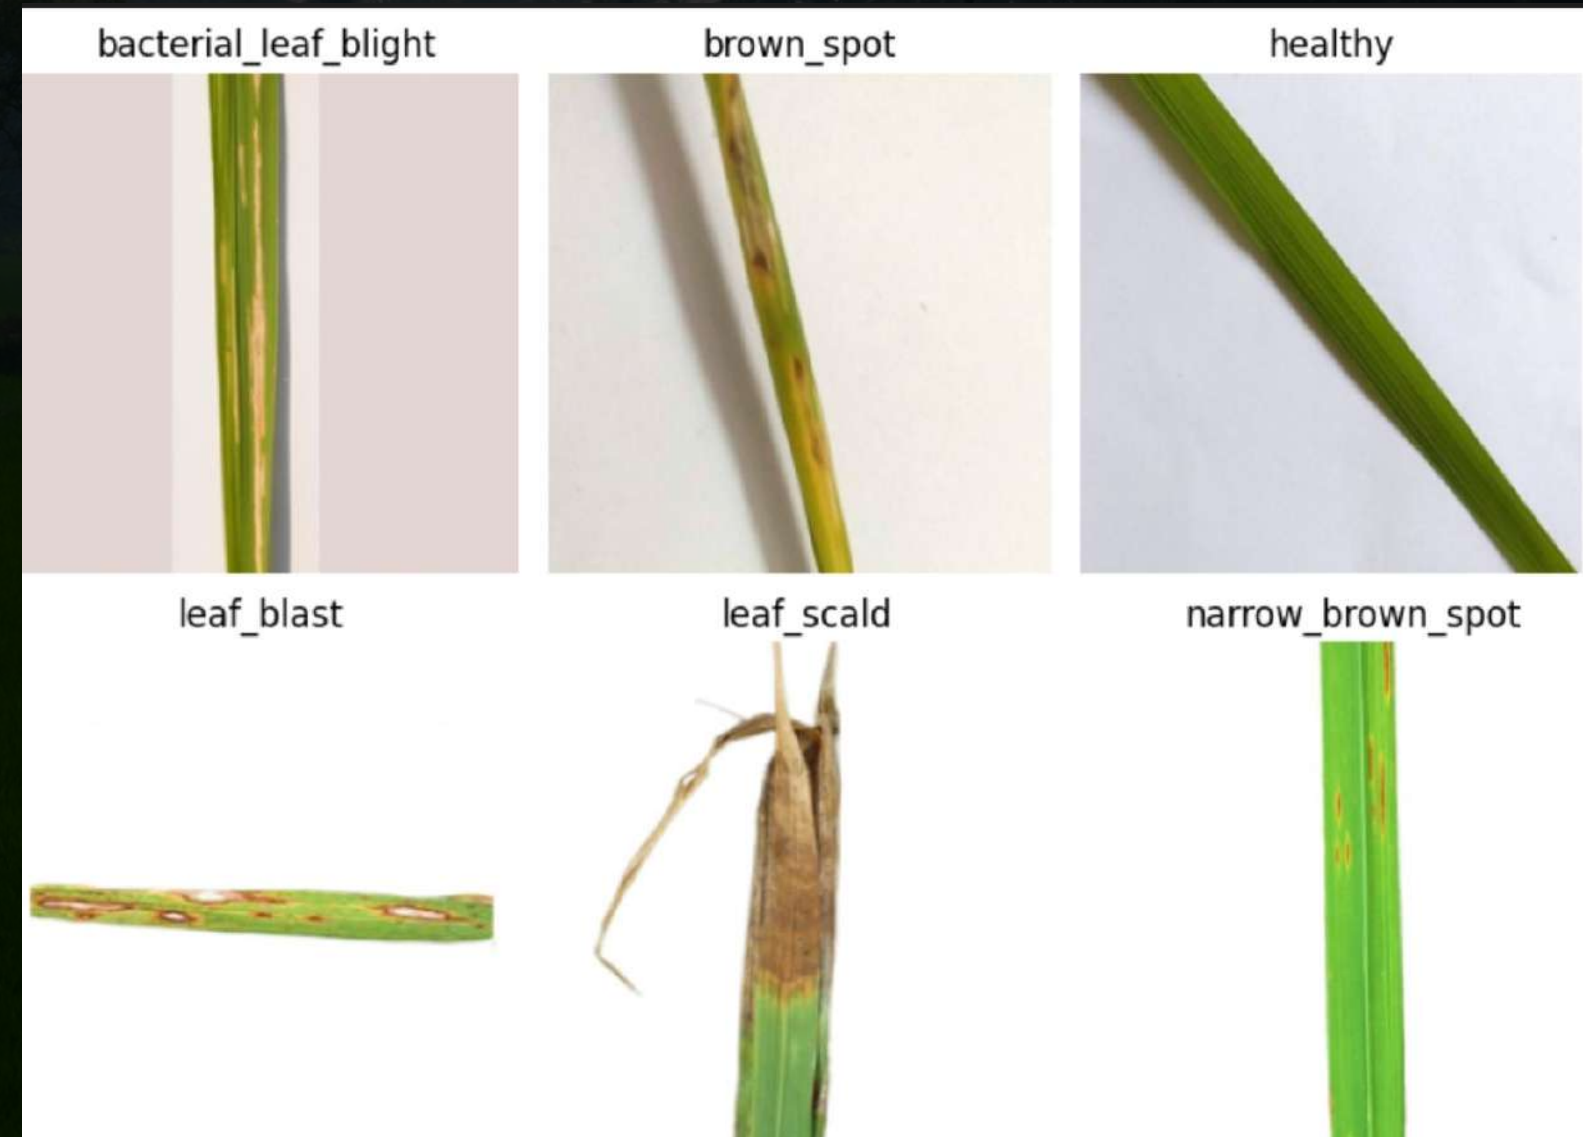 bacterial_leaf_blight
brown_spot
healthy
leaf_blast
leaf_scald
narrow_brown_spot